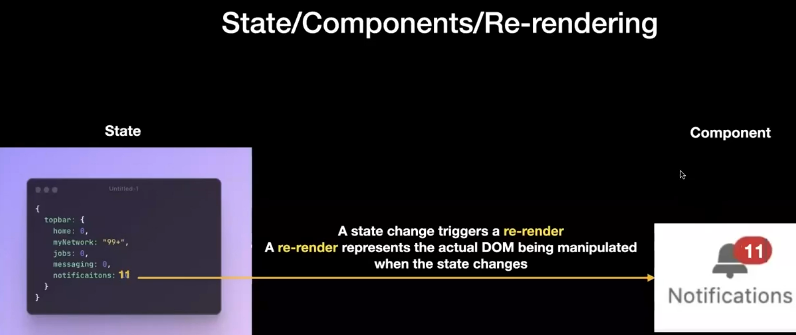 State/Components/Re-rendering
State
Component
Untitled-1
{
topbar: {
home: 0,
myNetwork: "99+",
jobs: 0,
messaging: 0,
notificaitons: 11
}
}
A state change triggers a re-render
A re-render represents the actual DOM being manipulated
when the state changes
11
Notifications